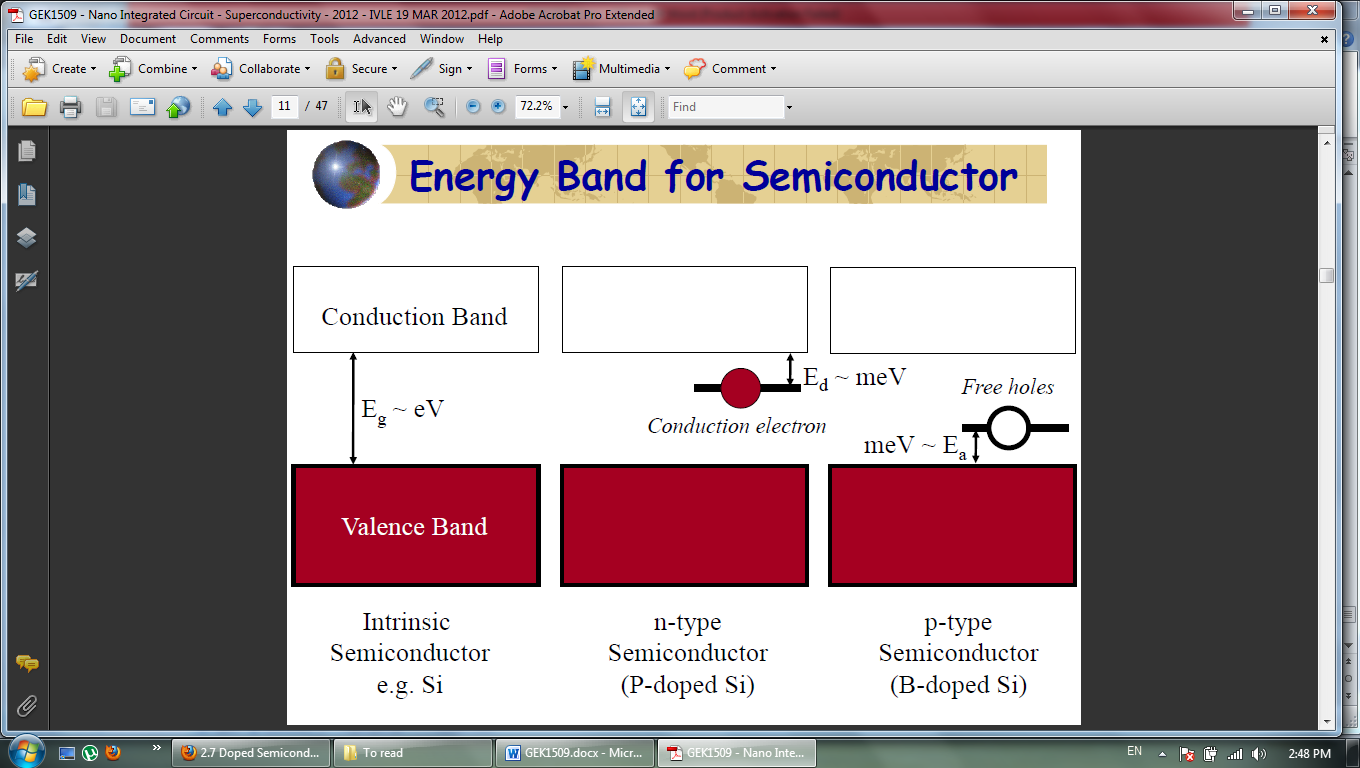 GEK1509 - Nano Integrated Circuit - Superconductivity - 2012 - IVLE 19 MAR 2012.pdf - Adobe Acrobat Pro Extended
File Edit View Document Comments Forms Tools Advanced Window Help
Create Combine Collaborate Secure Sign Forms Multimedia Comment
11 / 47 72.2% Find
Energy Band for Semiconductor
Conduction Band
E_d ~ meV
Free holes
E_g ~ eV
Conduction electron
meV ~ E_a
Valence Band
Intrinsic
Semiconductor
e.g. Si
n-type
Semiconductor
(P-doped Si)
p-type
Semiconductor
(B-doped Si)
2.7 Doped Semicond... To read GEK1509.docx - Micr... GEK1509 - Nano Inte... EN 2:48 PM